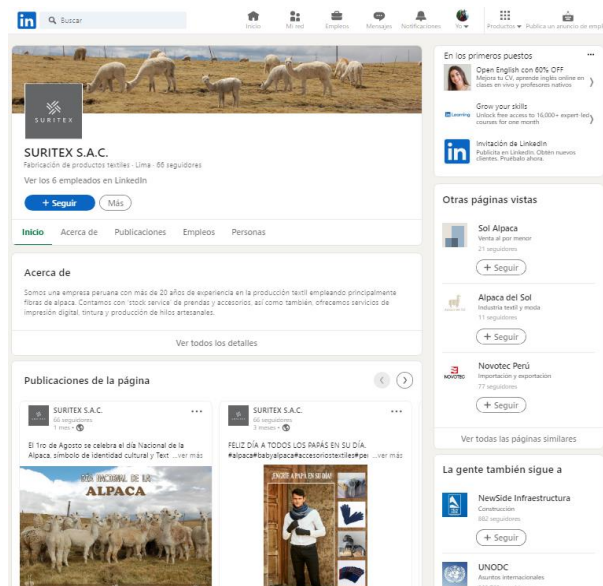 in
Buscar
Inicio
Mi red
Empleos
Mensajes
Notificaciones
Yo
Productos
Publica un anuncio de empl
SURITEX
SURITEX S.A.C.
Fabricación de productos textiles · Lima · 66 seguidores
Ver los 6 empleados en LinkedIn
+ Seguir
Más
Inicio
Acerca de
Publicaciones
Empleos
Personas
Acerca de
Somos una empresa peruana con más de 20 años de experiencia en la producción textil empleando principalmente
fibras de alpaca. Contamos con 'stock service' de prendas y accesorios, así como también, ofrecemos servicios de
impresión digital, tintura y producción de hilos artesanales.
Ver todos los detalles
Publicaciones de la página
SURITEX S.A.C.
66 seguidores
1 mes •
El 1ro de Agosto se celebra el día Nacional de la
Alpaca, símbolo de identidad cultural y Text ...ver más
DÍA NACIONAL DE LA
ALPACA
SURITEX S.A.C.
66 seguidores
3 meses •
FELIZ DÍA A TODOS LOS PAPÁS EN SU DÍA.
#alpaca#babyalpaca#accesoriostextiles#per ...ver más
¡ENGRÍE A PAPÁ EN SU DÍA!
En los primeros puestos
Open English con 60% OFF
Mejora tu CV, aprende inglés online en
clases en vivo y profesores nativos
Learning
Grow your skills
Unlock free access to 16,000+ expert-led
courses for one month
in
Invitación de LinkedIn
Publicita en LinkedIn. Obtén nuevos
clientes. Pruébalo ahora.
Otras páginas vistas
Sol Alpaca
Venta al por menor
21 seguidores
+ Seguir
Alpaca del Sol
Industria textil y moda
11 seguidores
+ Seguir
NOVOTEC
Novotec Perú
Importación y exportación
77 seguidores
+ Seguir
Ver todas las páginas similares
La gente también sigue a
NewSide Infraestructura
Construcción
662 seguidores
+ Seguir
UNODC
Asuntos internacionales